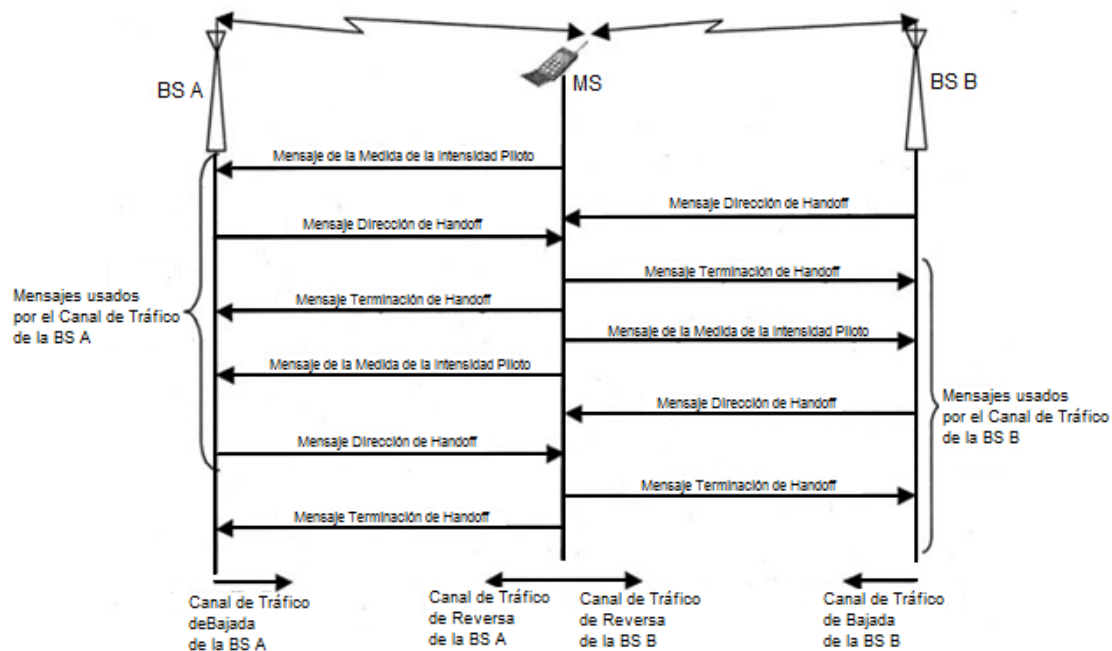 BS A
MS
BS B
Mensaje de la Medida de la Intensidad Piloto
Mensaje Dirección de Handoff
Mensaje Dirección de Handoff
Mensaje Terminación de Handoff
Mensajes usados
por el Canal de Tráfico
de la BS A
Mensaje Terminación de Handoff
Mensaje de la Medida de la Intensidad Piloto
Mensaje de la Medida de la Intensidad Piloto
Mensaje Dirección de Handoff
Mensajes usados
por el Canal de Tráfico
de la BS B
Mensaje Dirección de Handoff
Mensaje Terminación de Handoff
Mensaje Terminación de Handoff
Canal de Tráfico
deBajada
de la BS A
Canal de Tráfico
de Reversa
de la BS A
Canal de Tráfico
de Reversa
de la BS B
Canal de Tráfico
de Bajada
de la BS B